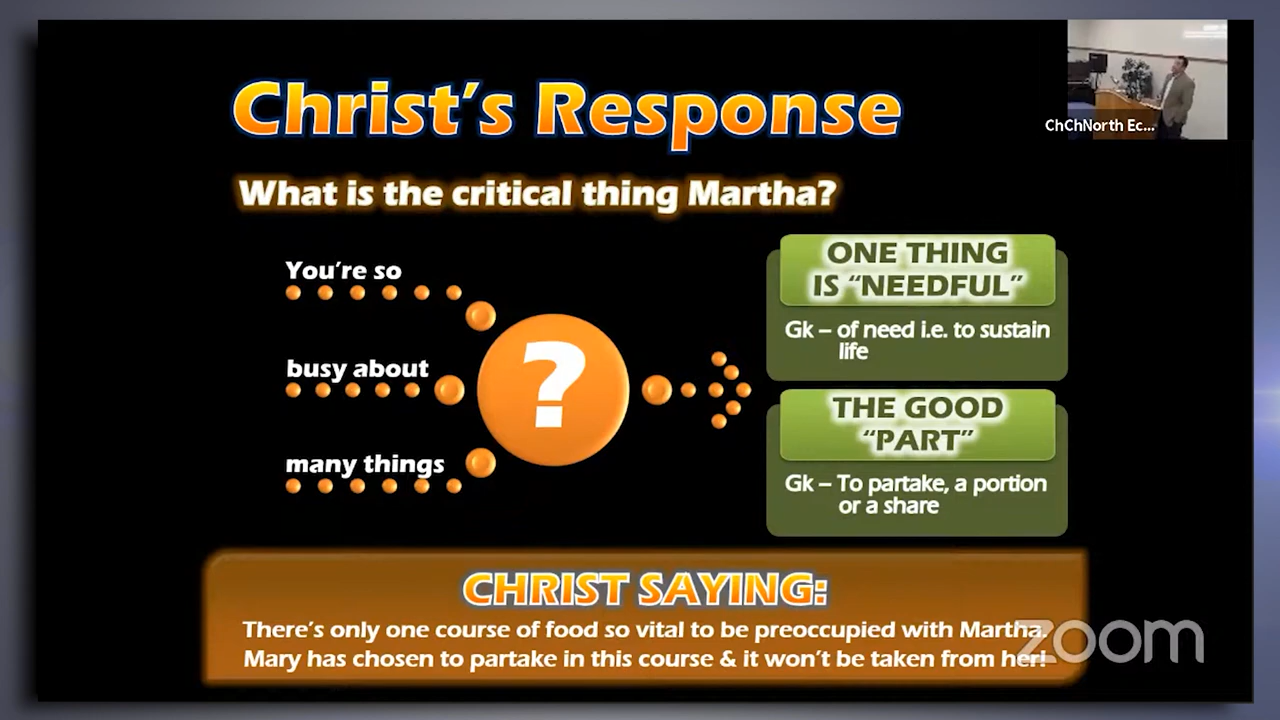 Christ's Response
ChChNorth Ec...
What is the critical thing Martha?
You're so
busy about
many things
?
ONE THING
IS “NEEDFUL”
Gk – of need i.e. to sustain
life
THE GOOD
“PART”
Gk – To partake, a portion
or a share
CHRIST SAYING:
There's only one course of food so vital to be preoccupied with Martha.
Mary has chosen to partake in this course & it won't be taken from her!
zoom